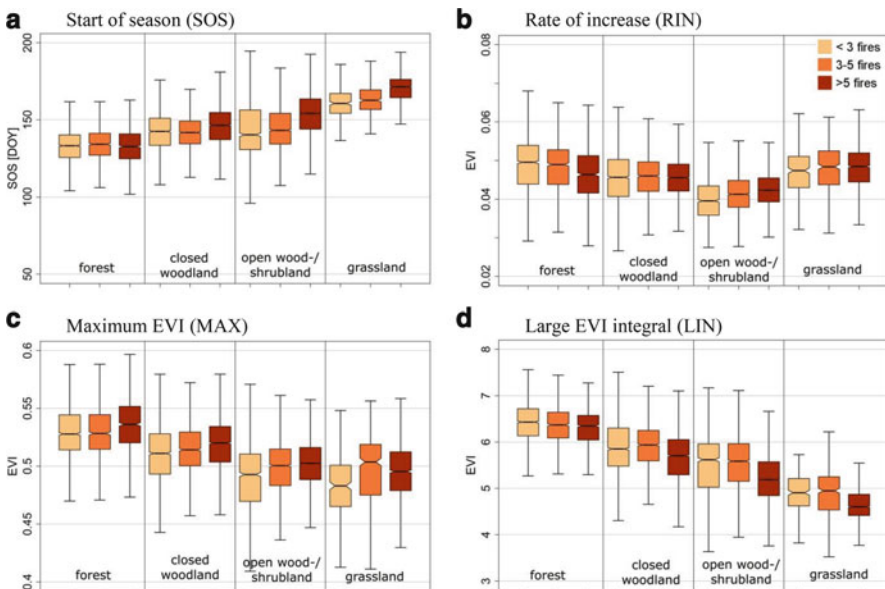 a Start of season (SOS)
200
150
100
50
SOS [DOY]
forest
closed
woodland
open wood-/
shrubland
grassland
b Rate of increase (RIN)
0.08
0.06
0.04
0.02
EVI
< 3 fires
3-5 fires
>5 fires
forest
closed
woodland
open wood-/
shrubland
grassland
c Maximum EVI (MAX)
0.6
0.55
0.5
0.45
0.4
EVI
forest
closed
woodland
open wood-/
shrubland
grassland
d Large EVI integral (LIN)
8
7
6
5
4
3
EVI
forest
closed
woodland
open wood-/
shrubland
grassland